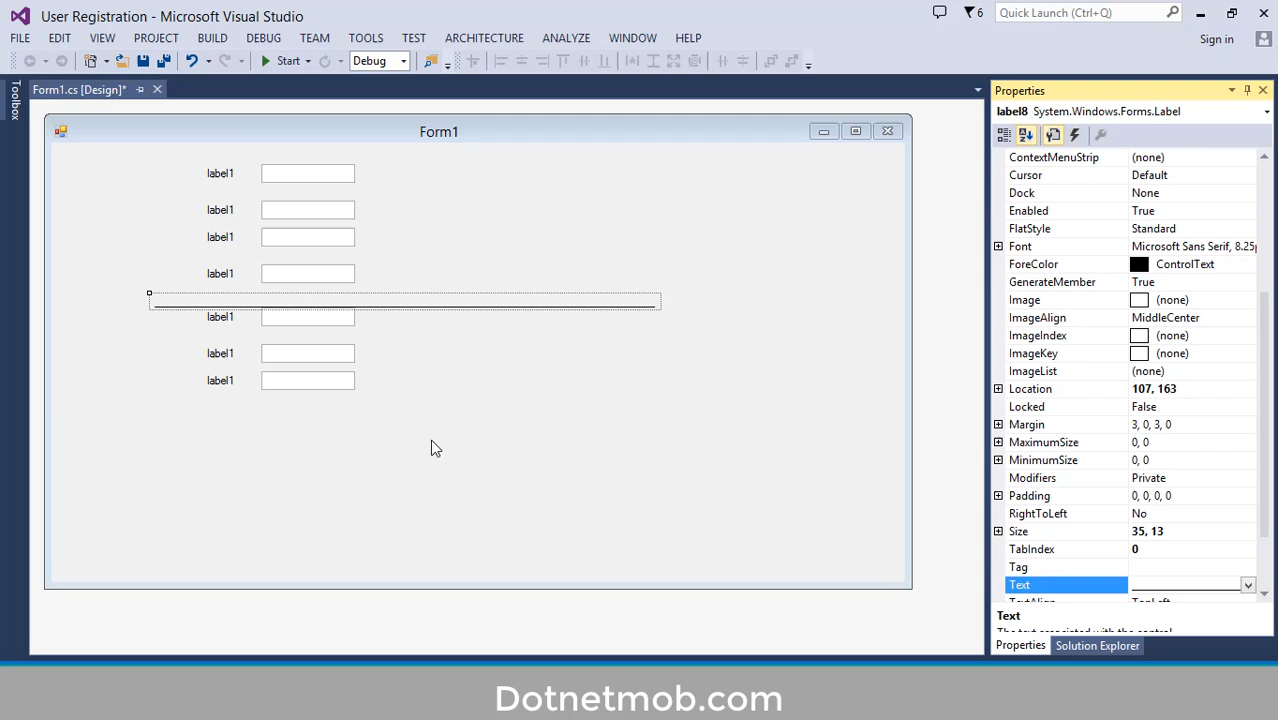 User Registration - Microsoft Visual Studio
6
Quick Launch (Ctrl+Q)
FILE EDIT VIEW PROJECT BUILD DEBUG TEAM TOOLS TEST ARCHITECTURE ANALYZE WINDOW HELP
Sign in
Start
Debug
Toolbox
Form1.cs [Design]*
Form1
label1
label1
label1
label1
label1
label1
label1
Properties
label8 System.Windows.Forms.Label
ContextMenuStrip (none)
Cursor Default
Dock None
Enabled True
FlatStyle Standard
Font Microsoft Sans Serif, 8.25p
ForeColor ControlText
GenerateMember True
Image (none)
ImageAlign MiddleCenter
ImageIndex (none)
ImageKey (none)
ImageList (none)
Location 107, 163
Locked False
Margin 3, 0, 3, 0
MaximumSize 0, 0
MinimumSize 0, 0
Modifiers Private
Padding 0, 0, 0, 0
RightToLeft No
Size 35, 13
TabIndex 0
Tag
Text
Text
Properties Solution Explorer
Dotnetmob.com